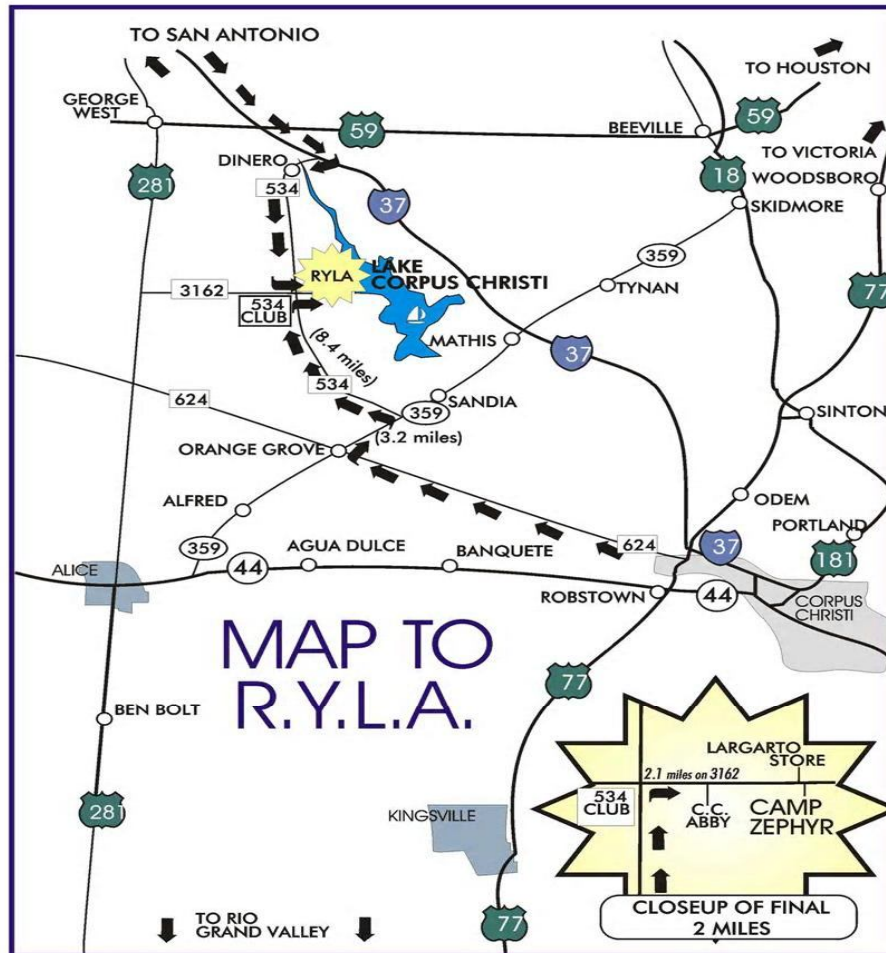 TO SAN ANTONIO
TO HOUSTON
GEORGE
WEST
59
BEEVILLE
59
DINERO
TO VICTORIA
WOODSBORO
281
534
37
18
SKIDMORE
RYLA
LAKE
CORPUS CHRISTI
359
TYNAN
77
3162
534
CLUB
MATHIS
(8.4 miles)
37
534
624
SANDIA
359
SINTON
(3.2 miles)
ORANGE GROVE
ALFRED
ODEM
PORTLAND
359
624
37
181
ALICE
44
AGUA DULCE
BANQUETE
ROBSTOWN
44
CORPUS
CHRISTI
MAP TO
R.Y.L.A.
77
BEN BOLT
LARGARTO
STORE
2.1 miles on 3162
534
CLUB
C.C.
ABBY
CAMP
ZEPHYR
281
KINGSVILLE
77
TO RIO
GRAND VALLEY
CLOSEUP OF FINAL
2 MILES